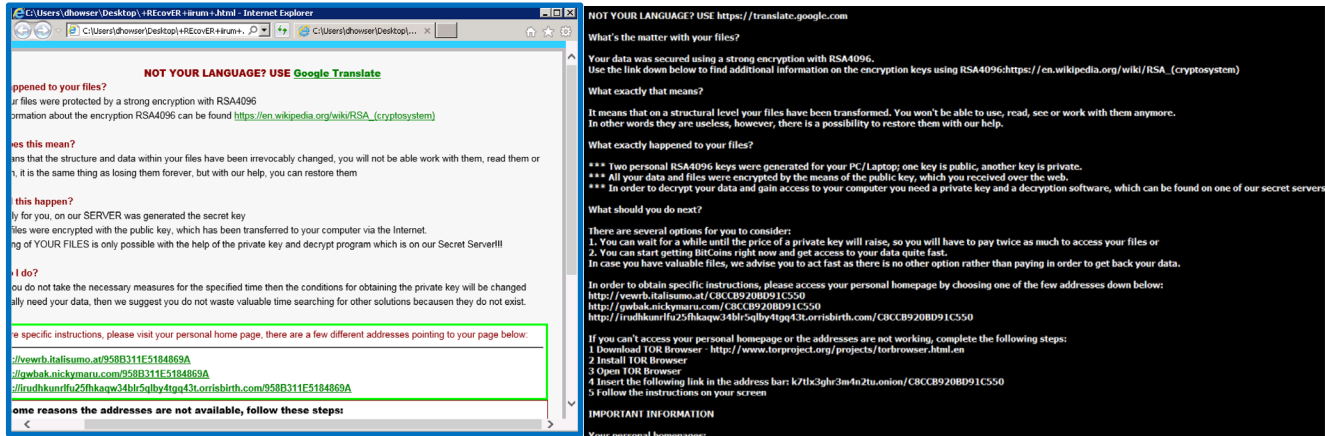 C:\Users\dhowser\Desktop\,+REcovER+iirum+.html - Internet Explorer
C:\Users\dhowser\Desktop\+REcovER+iirum+.
C:\Users\dhowser\Desktop\...
NOT YOUR LANGUAGE? USE Google Translate
ppened to your files?
ur files were protected by a strong encryption with RSA4096
ormation about the encryption RSA4096 can be found https://en.wikipedia.org/wiki/RSA_(cryptosystem)
oes this mean?
ans that the structure and data within your files have been irrevocably changed, you will not be able work with them, read them or
n, it is the same thing as losing them forever, but with our help, you can restore them
l this happen?
ly for you, on our SERVER was generated the secret key
files were encrypted with the public key, which has been transferred to your computer via the Internet.
ng of YOUR FILES is only possible with the help of the private key and decrypt program which is on our Secret Server!!!
o I do?
ou do not take the necessary measures for the specified time then the conditions for obtaining the private key will be changed
ally need your data, then we suggest you do not waste valuable time searching for other solutions becausen they do not exist.
re specific instructions, please visit your personal home page, there are a few different addresses pointing to your page below:
://vewrb.italisumo.at/958B311E5184869A
://gwbak.nickymaru.com/958B311E5184869A
://irudhkunrlfu25fhkaqw34blr5qlby4tgq43t.orrisbirth.com/958B311E5184869A
ome reasons the addresses are not available, follow these steps:
NOT YOUR LANGUAGE? USE https://translate.google.com
What's the matter with your files?
Your data was secured using a strong encryption with RSA4096.
Use the link down below to find additional information on the encryption keys using RSA4096:https://en.wikipedia.org/wiki/RSA_(cryptosystem)
What exactly that means?
It means that on a structural level your files have been transformed. You won't be able to use, read, see or work with them anymore.
In other words they are useless, however, there is a possibility to restore them with our help.
What exactly happened to your files?
*** Two personal RSA4096 keys were generated for your PC/Laptop; one key is public, another key is private.
*** All your data and files were encrypted by the means of the public key, which you received over the web.
*** In order to decrypt your data and gain access to your computer you need a private key and a decryption software, which can be found on one of our secret servers
What should you do next?
There are several options for you to consider:
1. You can wait for a while until the price of a private key will raise, so you will have to pay twice as much to access your files or
2. You can start getting BitCoins right now and get access to your data quite fast.
In case you have valuable files, we advise you to act fast as there is no other option rather than paying in order to get back your data.
In order to obtain specific instructions, please access your personal homepage by choosing one of the few addresses down below:
http://vewrb.italisumo.at/C8CCB920BD91C550
http://gwbak.nickymaru.com/C8CCB920BD91C550
http://irudhkunrlfu25fhkaqw34blr5qlby4tgq43t.orrisbirth.com/C8CCB920BD91C550
If you can't access your personal homepage or the addresses are not working, complete the following steps:
1 Download TOR Browser - http://www.torproject.org/projects/torbrowser.html.en
2 Install TOR Browser
3 Open TOR Browser
4 Insert the following link in the address bar: k7tlx3ghr3m4n2tu.onion/C8CCB920BD91C550
5 Follow the instructions on your screen
IMPORTANT INFORMATION
Your personal homepages: